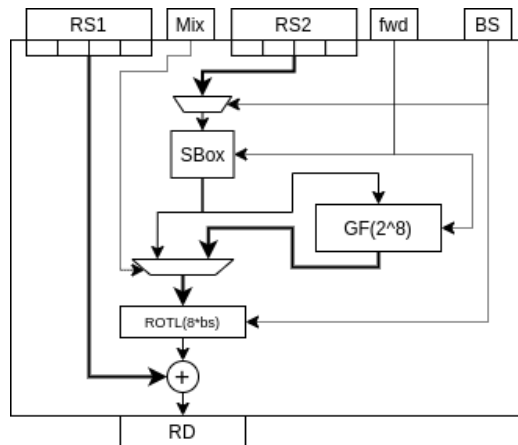 RS1
Mix
RS2
fwd
BS
SBox
GF(2^8)
ROTL(8*bs)
+
RD